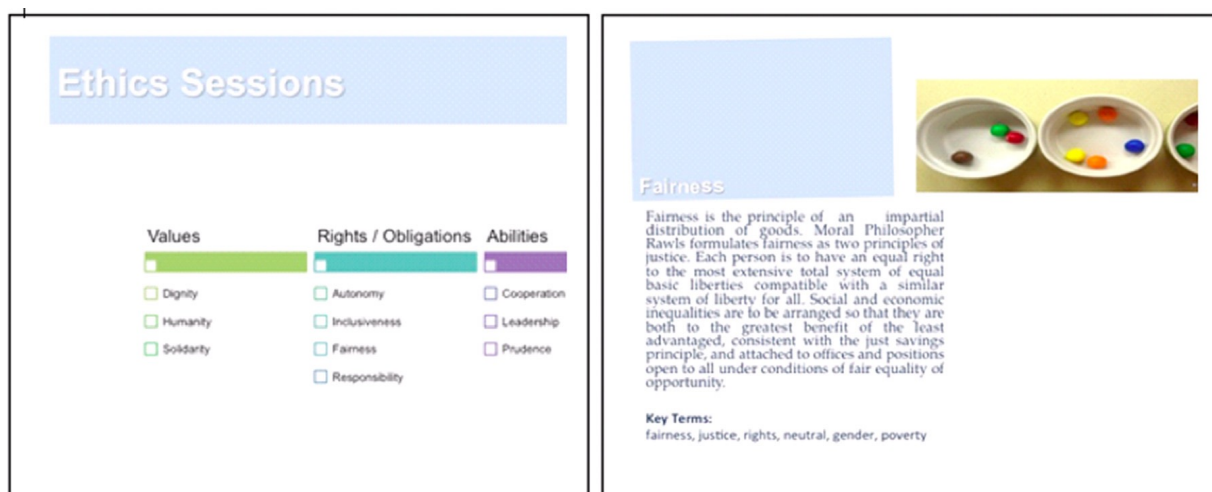 Ethics Sessions
Values
Dignity
Humanity
Solidarity
Rights / Obligations
Autonomy
Inclusiveness
Fairness
Responsibility
Abilities
Cooperation
Leadership
Prudence
Fairness
Fairness is the principle of an impartial
distribution of goods. Moral Philosopher
Rawls formulates fairness as two principles of
justice. Each person is to have an equal right
to the most extensive total system of equal
basic liberties compatible with a similar
system of liberty for all. Social and economic
inequalities are to be arranged so that they are
both to the greatest benefit of the least
advantaged, consistent with the just savings
principle, and attached to offices and positions
open to all under conditions of fair equality of
opportunity.
Key Terms:
fairness, justice, rights, neutral, gender, poverty